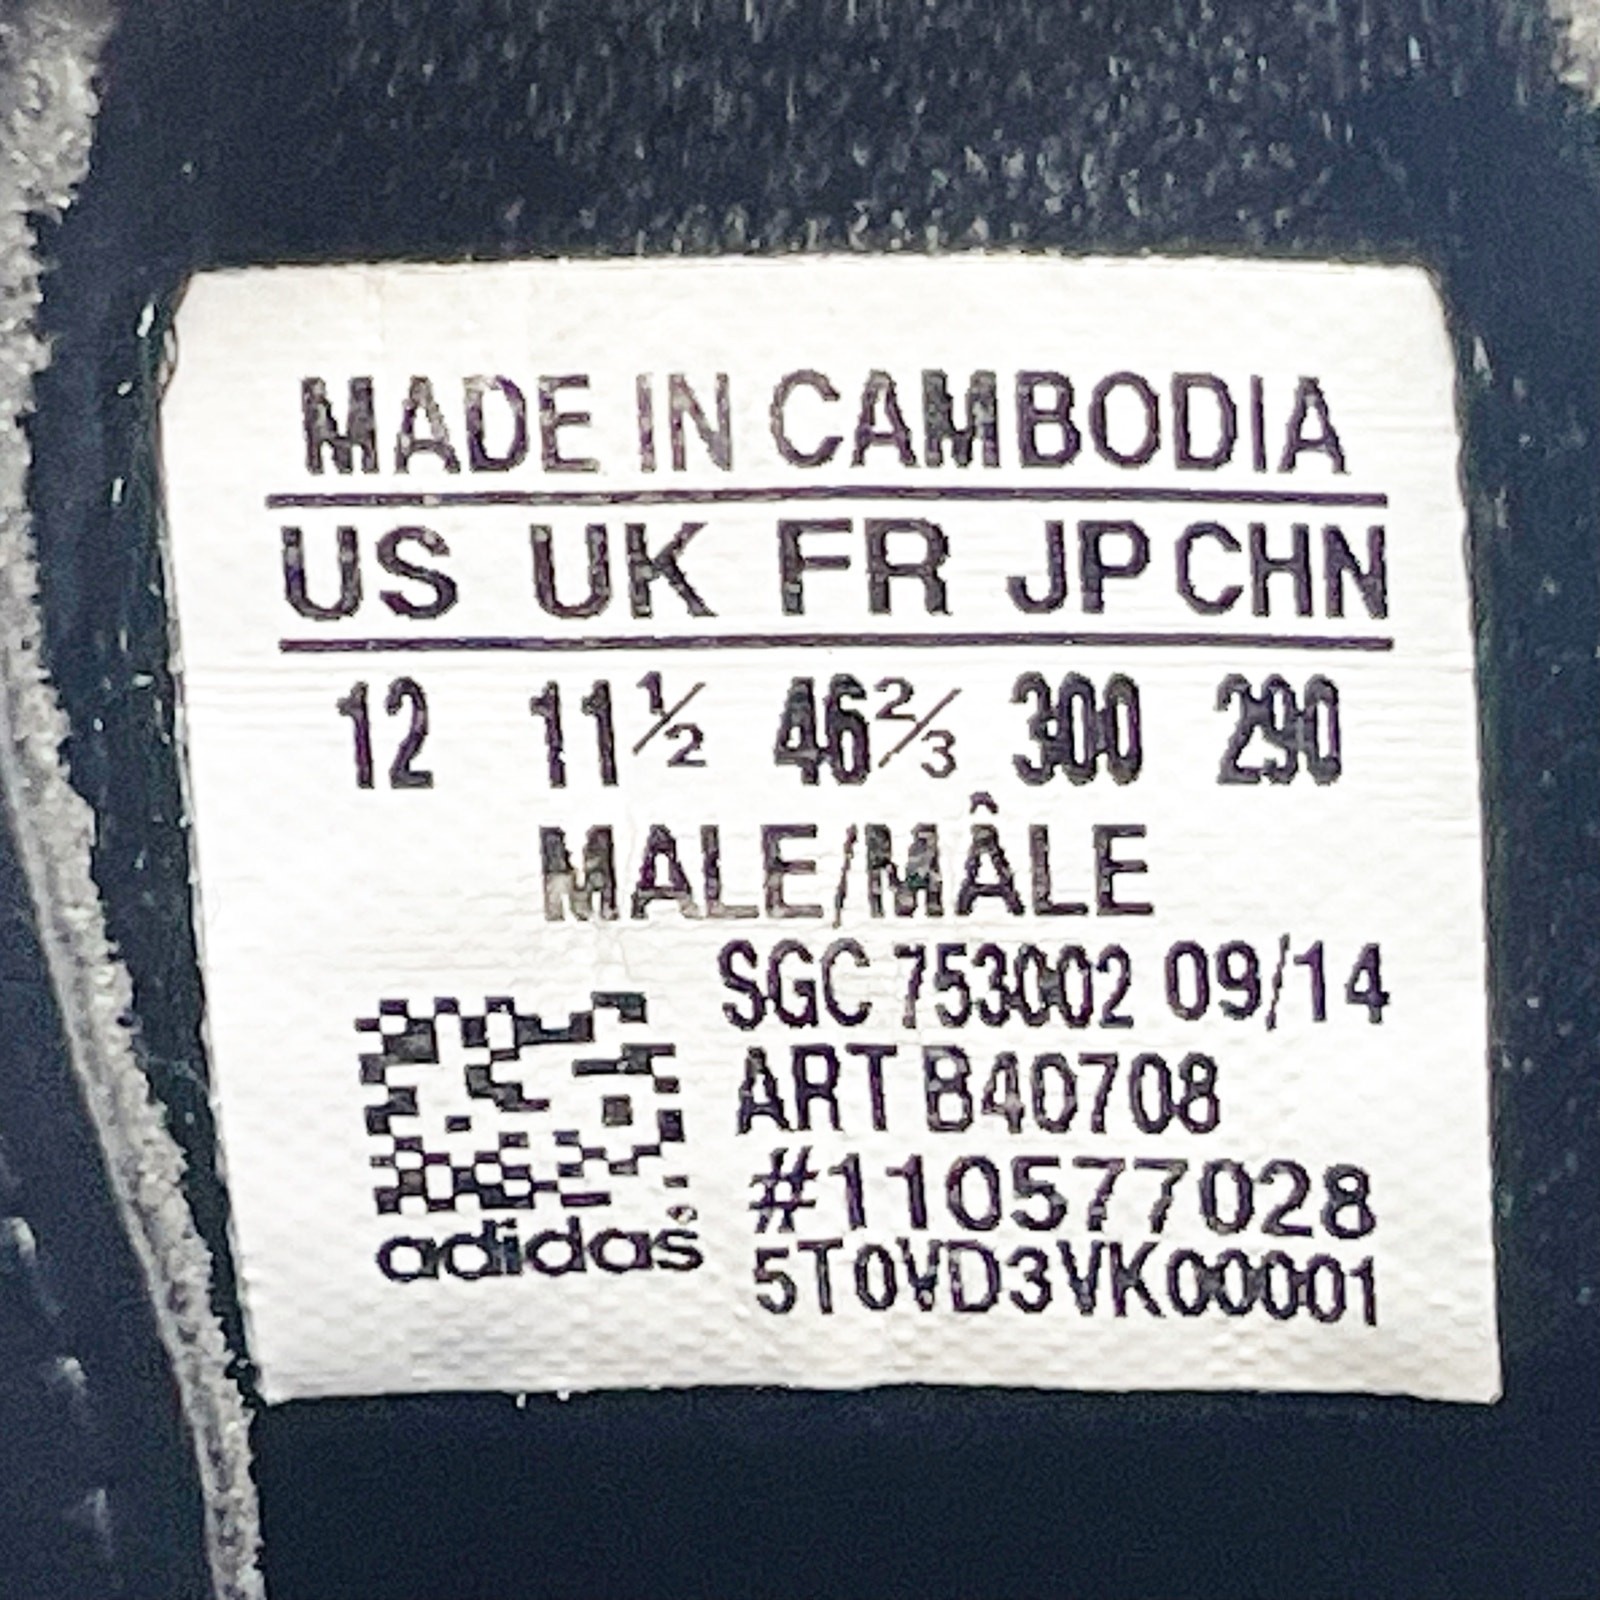 MADE IN CAMBODIA
US UK FR JP CHN
12 11½ 46⅔ 300 290
MALE/MÂLE
SGC 753002 09/14
ART B40708
#110577028
adidas
5T0VD3VK00001